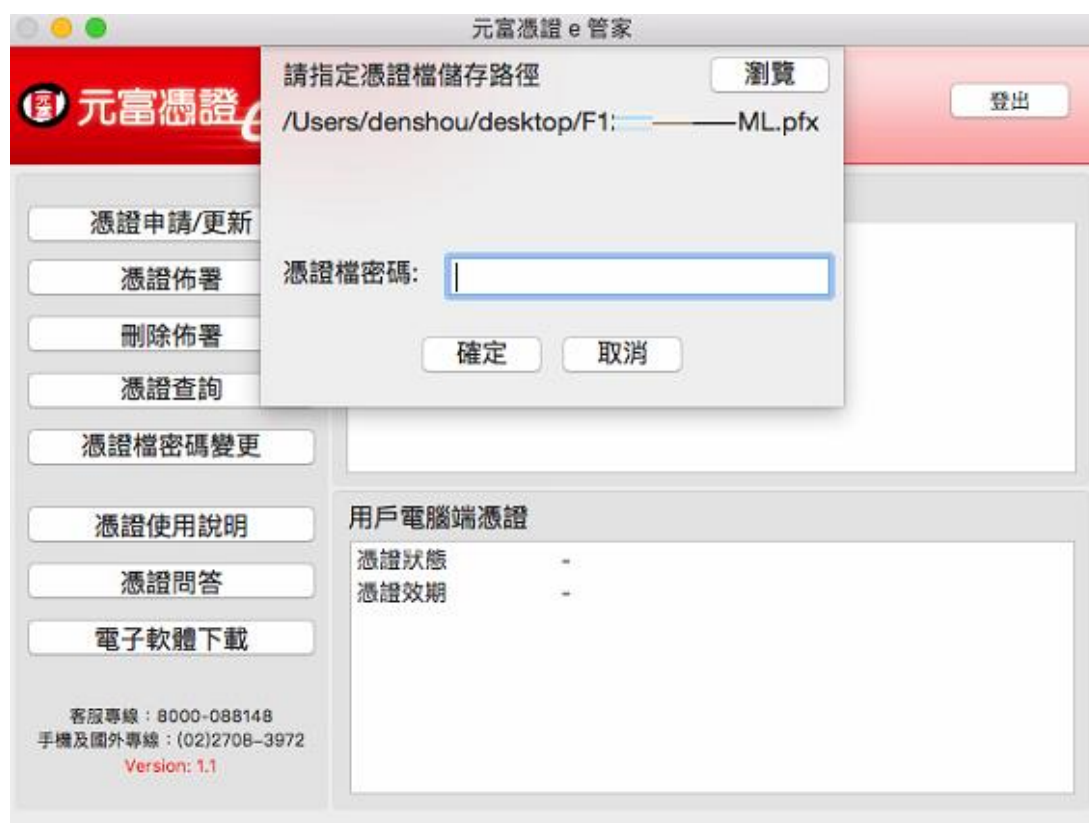 元富憑證 e 管家
元富憑證e
登出
請指定憑證檔儲存路徑
瀏覽
/Users/denshou/desktop/F1:ML.pfx
憑證檔密碼:
確定
取消
憑證申請/更新
憑證佈署
刪除佈署
憑證查詢
憑證檔密碼變更
憑證使用說明
憑證問答
電子軟體下載
客服專線：8000-088148
手機及國外專線：(02)2708-3972
Version: 1.1
用戶電腦端憑證
憑證狀態 -
憑證效期 -